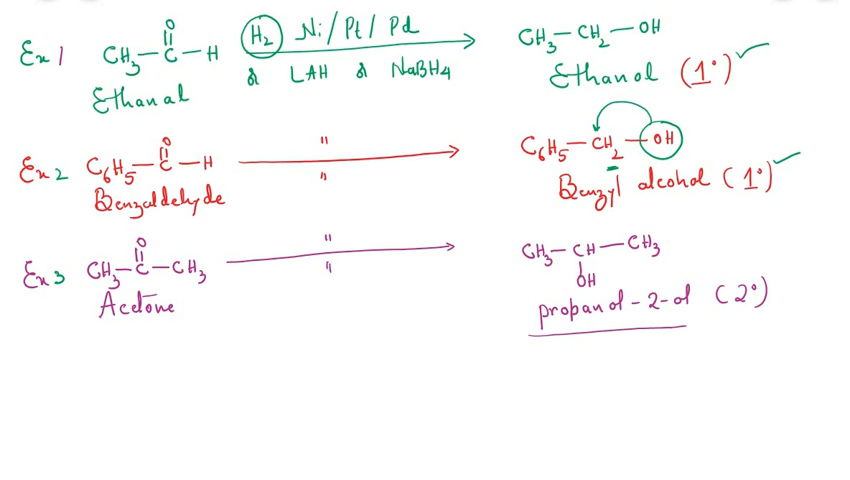 Ex 1 CH3—C(=O)—H (H2) Ni / Pt / Pd CH3—CH2—OH
Ethanal or LAH or NaBH4 Ethanol (1°) ✓
Ex 2 C6H5—C(=O)—H " C6H5—CH2—OH
Benzaldehyde " Benzyl alcohol (1°) ✓
Ex 3 CH3—C(=O)—CH3 " CH3—CH(OH)—CH3
Acetone " propanol-2-ol (2°)